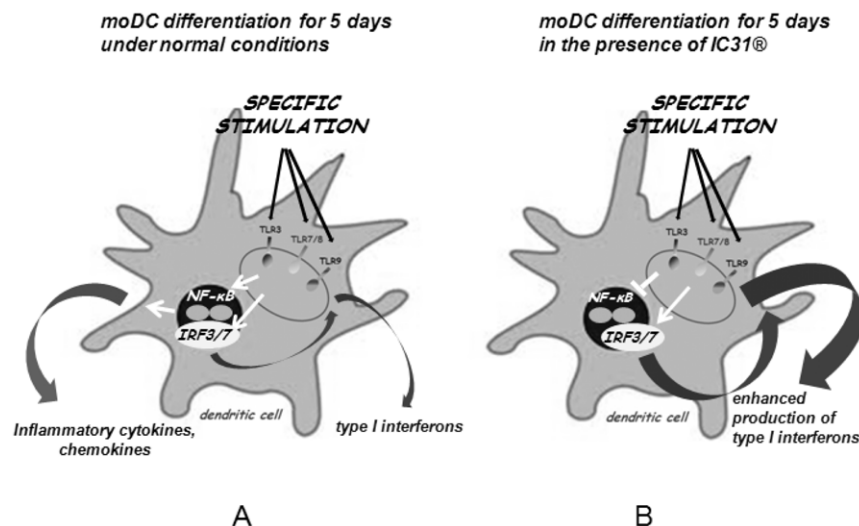 moDC differentiation for 5 days
under normal conditions
SPECIFIC
STIMULATION
TLR3
TLR7/8
TLR9
NF-κB
IRF3/7
dendritic cell
Inflammatory cytokines,
chemokines
type I interferons
A
moDC differentiation for 5 days
in the presence of IC31®
SPECIFIC
STIMULATION
TLR3
TLR7/8
TLR9
NF-κB
IRF3/7
dendritic cell
enhanced
production of
type I interferons
B